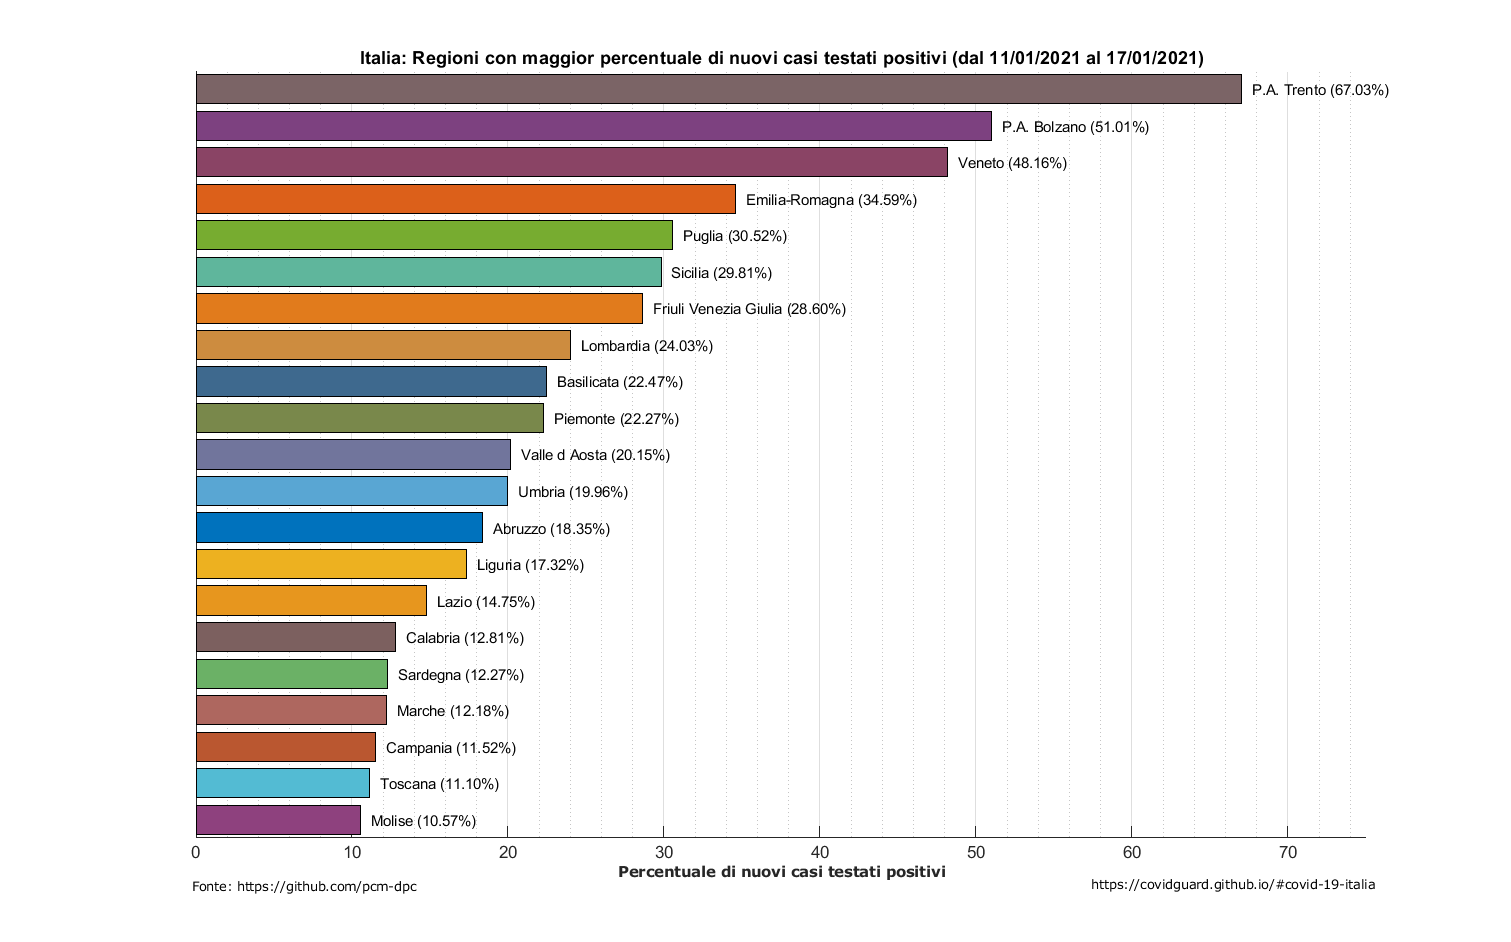 Italia: Regioni con maggior percentuale di nuovi casi testati positivi (dal 11/01/2021 al 17/01/2021)
P.A. Trento (67.03%)
P.A. Bolzano (51.01%)
Veneto (48.16%)
Emilia-Romagna (34.59%)
Puglia (30.52%)
Sicilia (29.81%)
Friuli Venezia Giulia (28.60%)
Lombardia (24.03%)
Basilicata (22.47%)
Piemonte (22.27%)
Valle d Aosta (20.15%)
Umbria (19.96%)
Abruzzo (18.35%)
Liguria (17.32%)
Lazio (14.75%)
Calabria (12.81%)
Sardegna (12.27%)
Marche (12.18%)
Campania (11.52%)
Toscana (11.10%)
Molise (10.57%)
0 10 20 30 40 50 60 70
Percentuale di nuovi casi testati positivi
Fonte: https://github.com/pcm-dpc
https://covidguard.github.io/#covid-19-italia